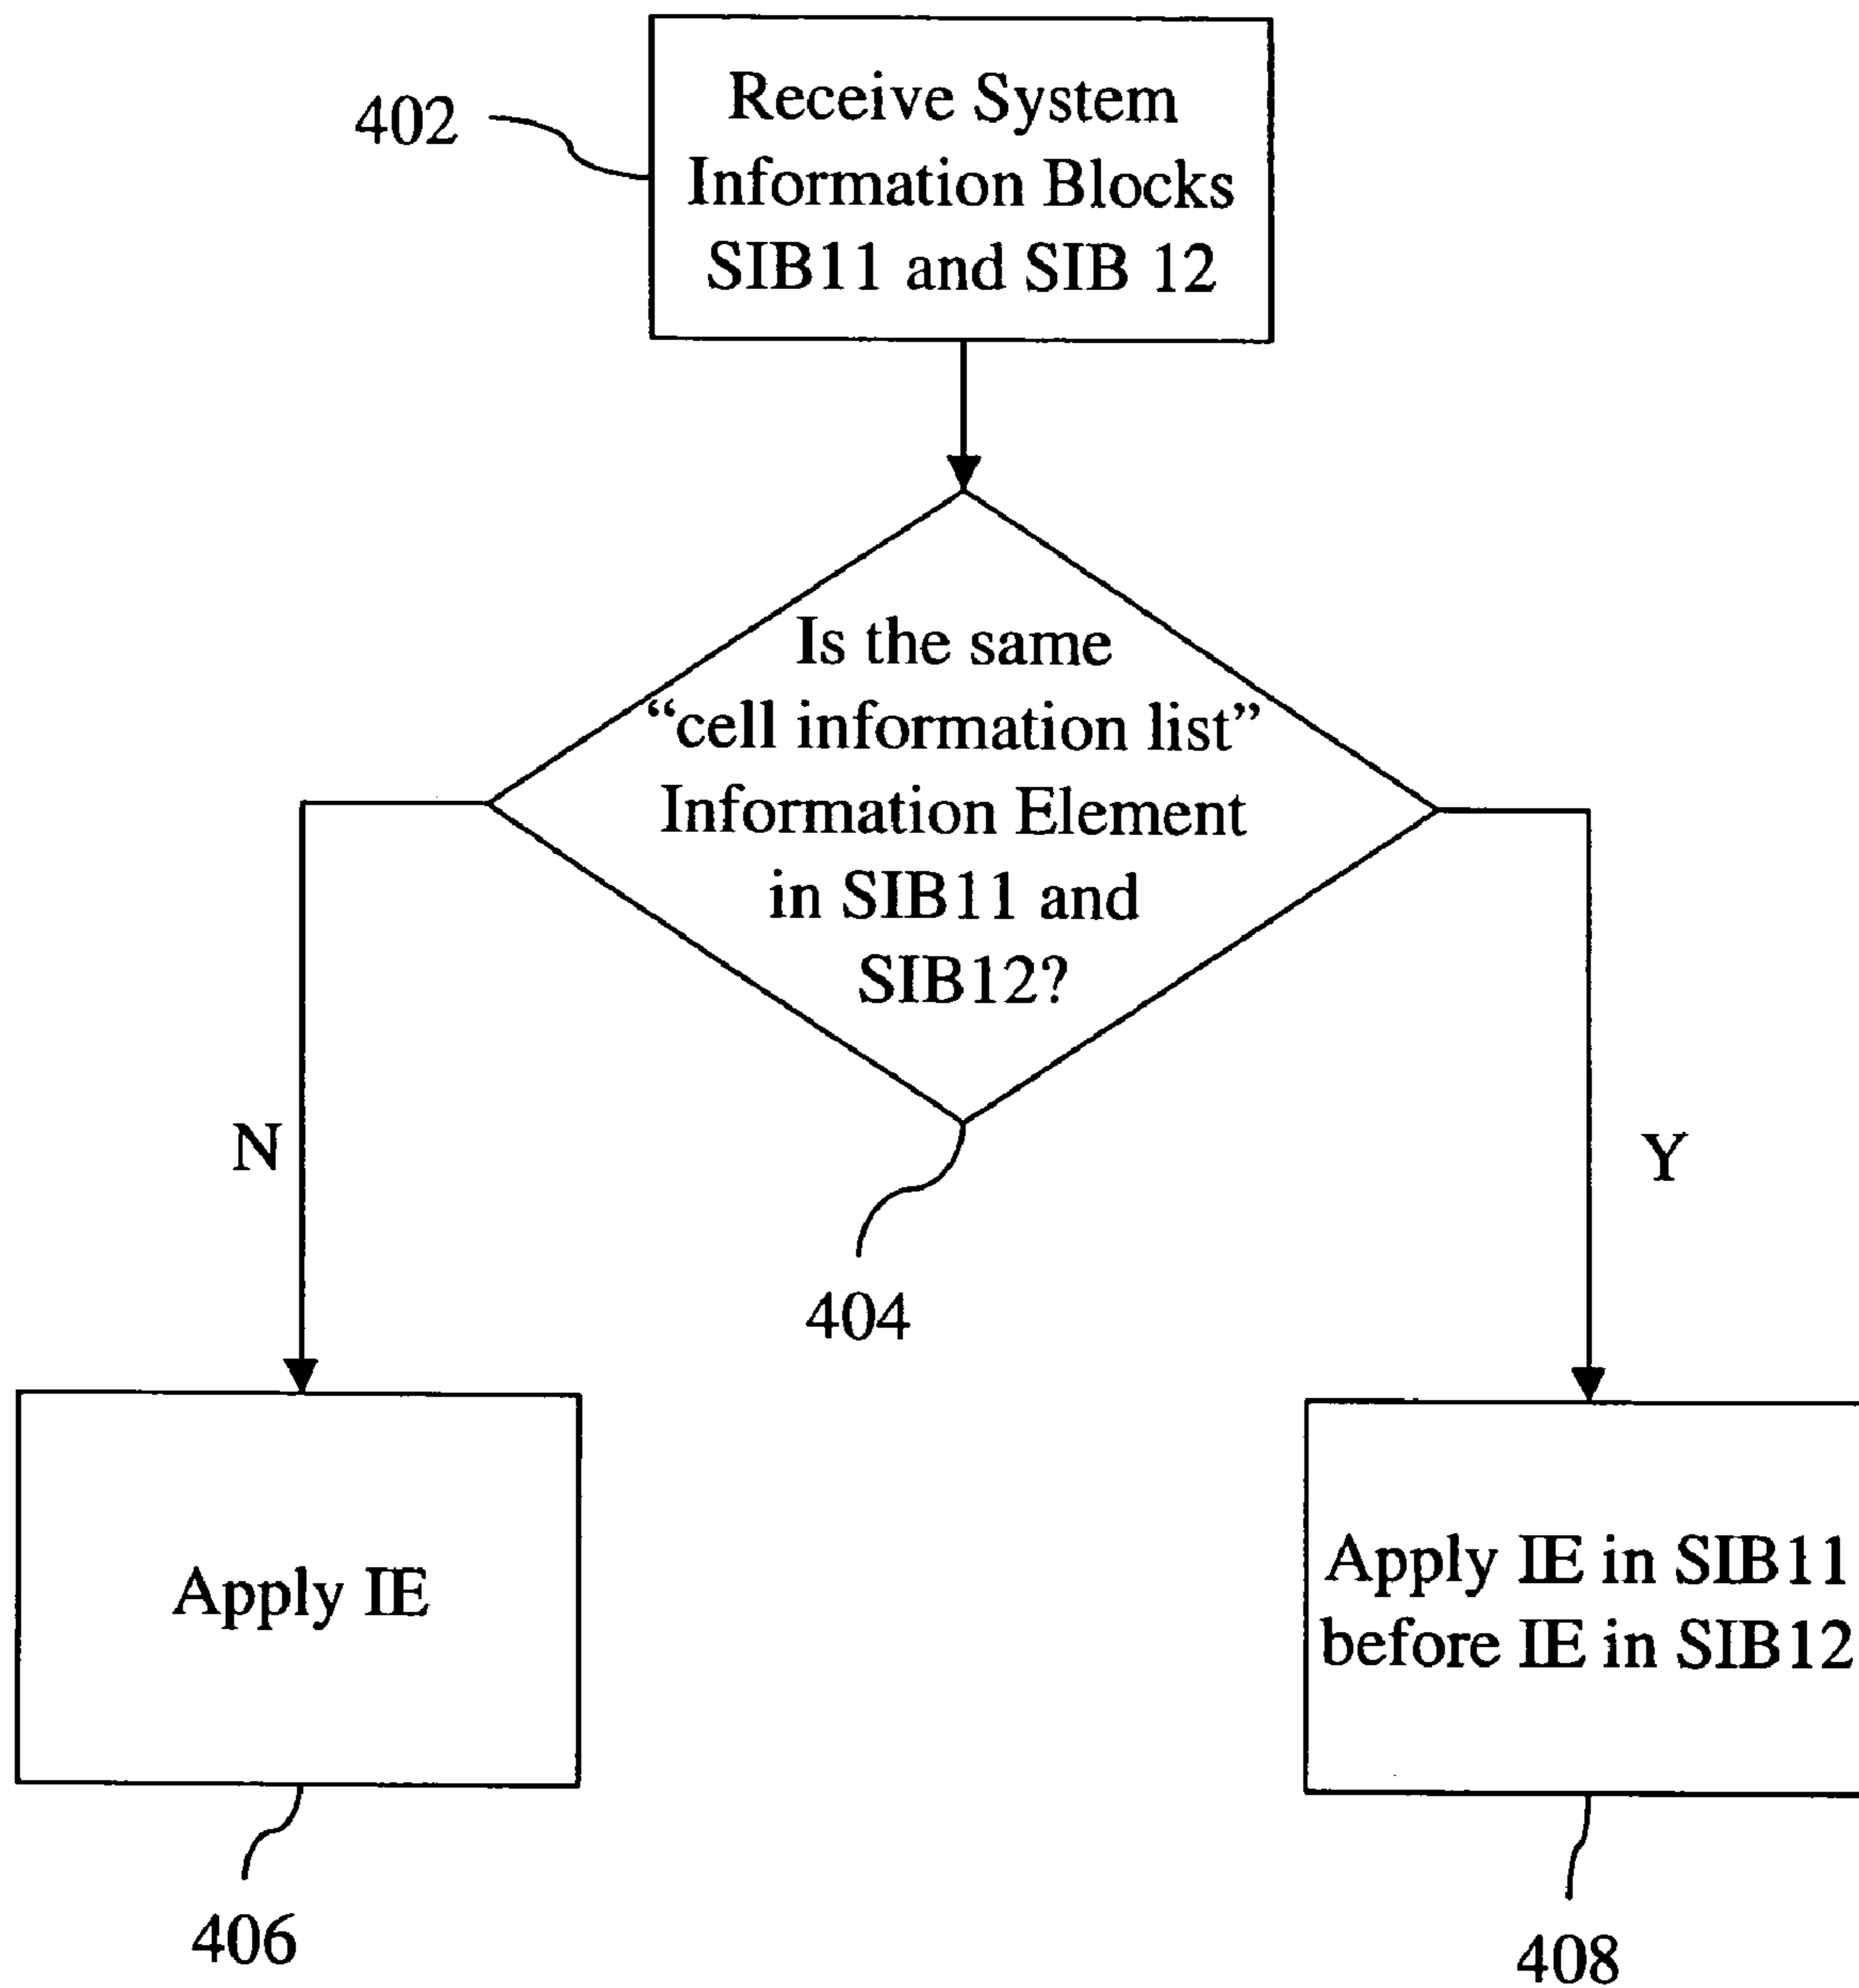 402
Receive System
Information Blocks
SIB11 and SIB 12
Is the same
“cell information list”
Information Element
in SIB11 and
SIB12?
N
Y
404
Apply IE
Apply IE in SIB11
before IE in SIB12
406
408